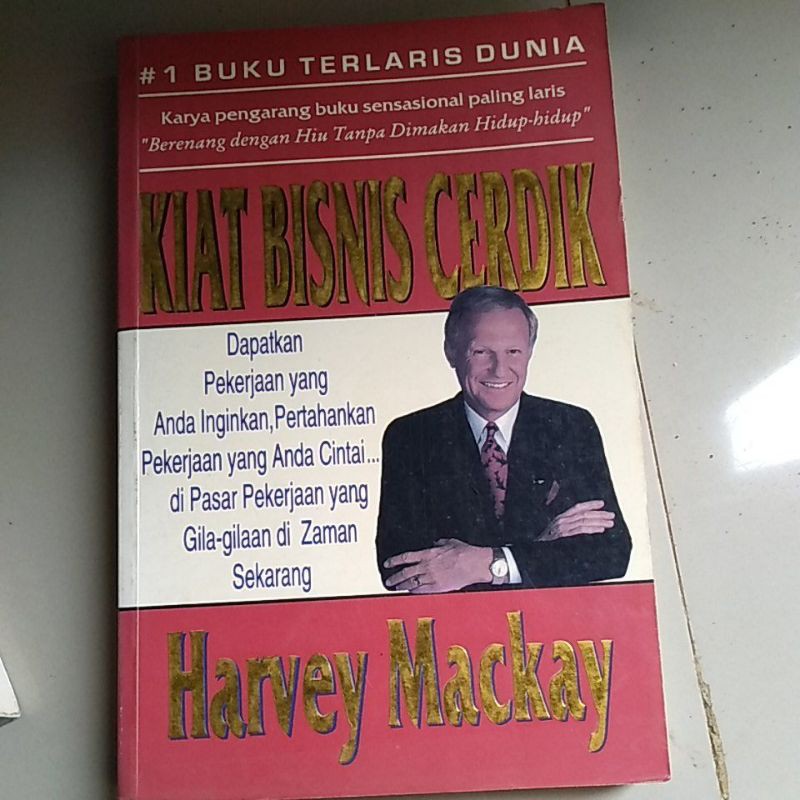 #1 BUKU TERLARIS DUNIA
Karya pengarang buku sensasional paling laris
"Berenang dengan Hiu Tanpa Dimakan Hidup-hidup"
KIAT BISNIS CERDIK
Dapatkan
Pekerjaan yang
Anda Inginkan,Pertahankan
Pekerjaan yang Anda Cintai...
di Pasar Pekerjaan yang
Gila-gilaan di Zaman
Sekarang
Harvey Mackay